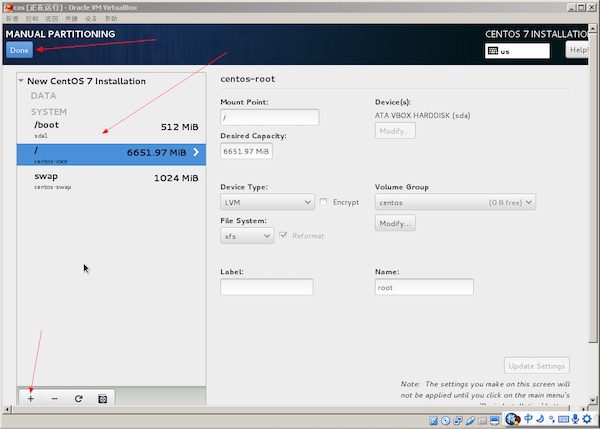 cos [正在运行] - Oracle VM VirtualBox
管理 控制 视图 热键 设备 帮助
MANUAL PARTITIONING
CENTOS 7 INSTALLATION
Done
us
Help!
New CentOS 7 Installation
DATA
SYSTEM
/boot
512 MiB
sda1
/
6651.97 MiB
centos-root
swap
1024 MiB
centos-swap
centos-root
Mount Point:
/
Desired Capacity:
6651.97 MiB
Device(s):
ATA VBOX HARDDISK (sda)
Modify...
Device Type:
LVM
Encrypt
Volume Group
centos (0 B free)
File System:
xfs
Reformat
Modify...
Label:
Name:
root
Update Settings
Note: The settings you make on this screen will
not be applied until you click on the main menu's
中